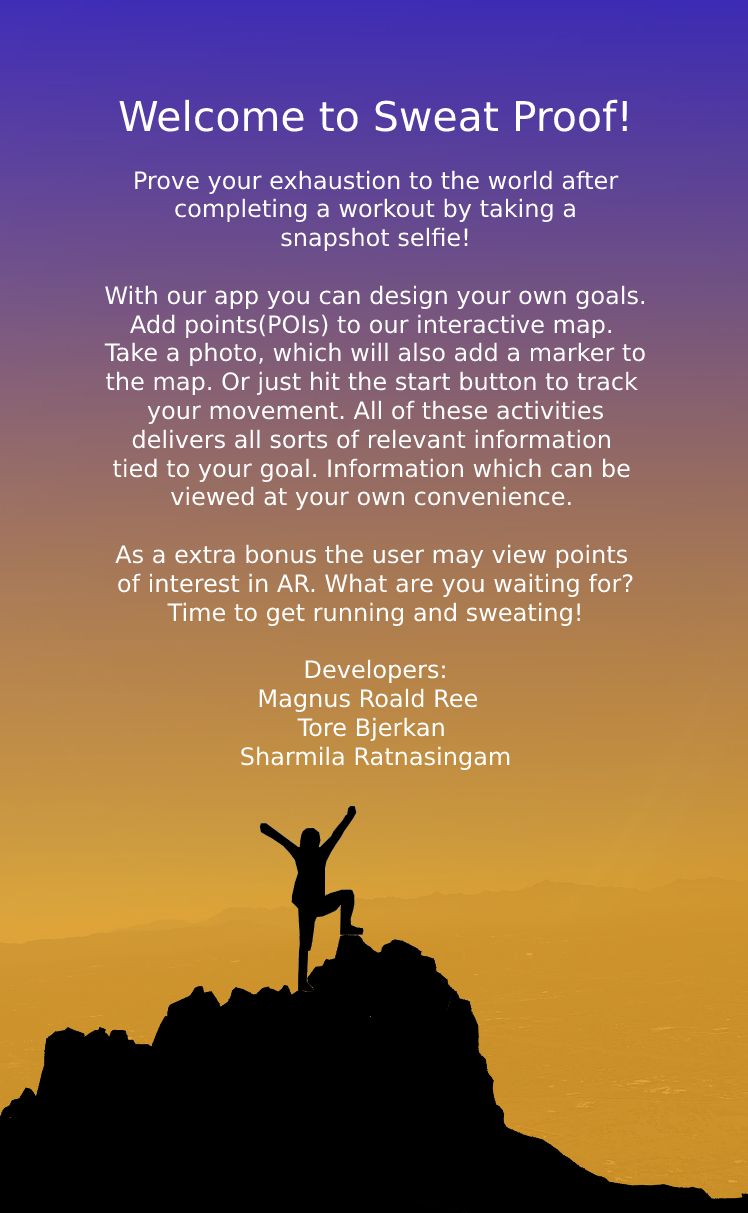 Welcome to Sweat Proof!
Prove your exhaustion to the world after
completing a workout by taking a
snapshot selfie!
With our app you can design your own goals.
Add points(POIs) to our interactive map.
Take a photo, which will also add a marker to
the map. Or just hit the start button to track
your movement. All of these activities
delivers all sorts of relevant information
tied to your goal. Information which can be
viewed at your own convenience.
As a extra bonus the user may view points
of interest in AR. What are you waiting for?
Time to get running and sweating!
Developers:
Magnus Roald Ree
Tore Bjerkan
Sharmila Ratnasingam